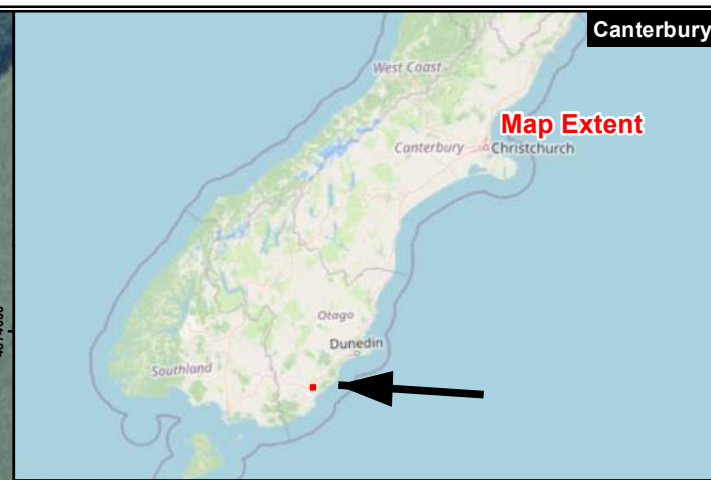 Canterbury
West Coast
Map Extent
Canterbury
Christchurch
Otago
Dunedin
Southland